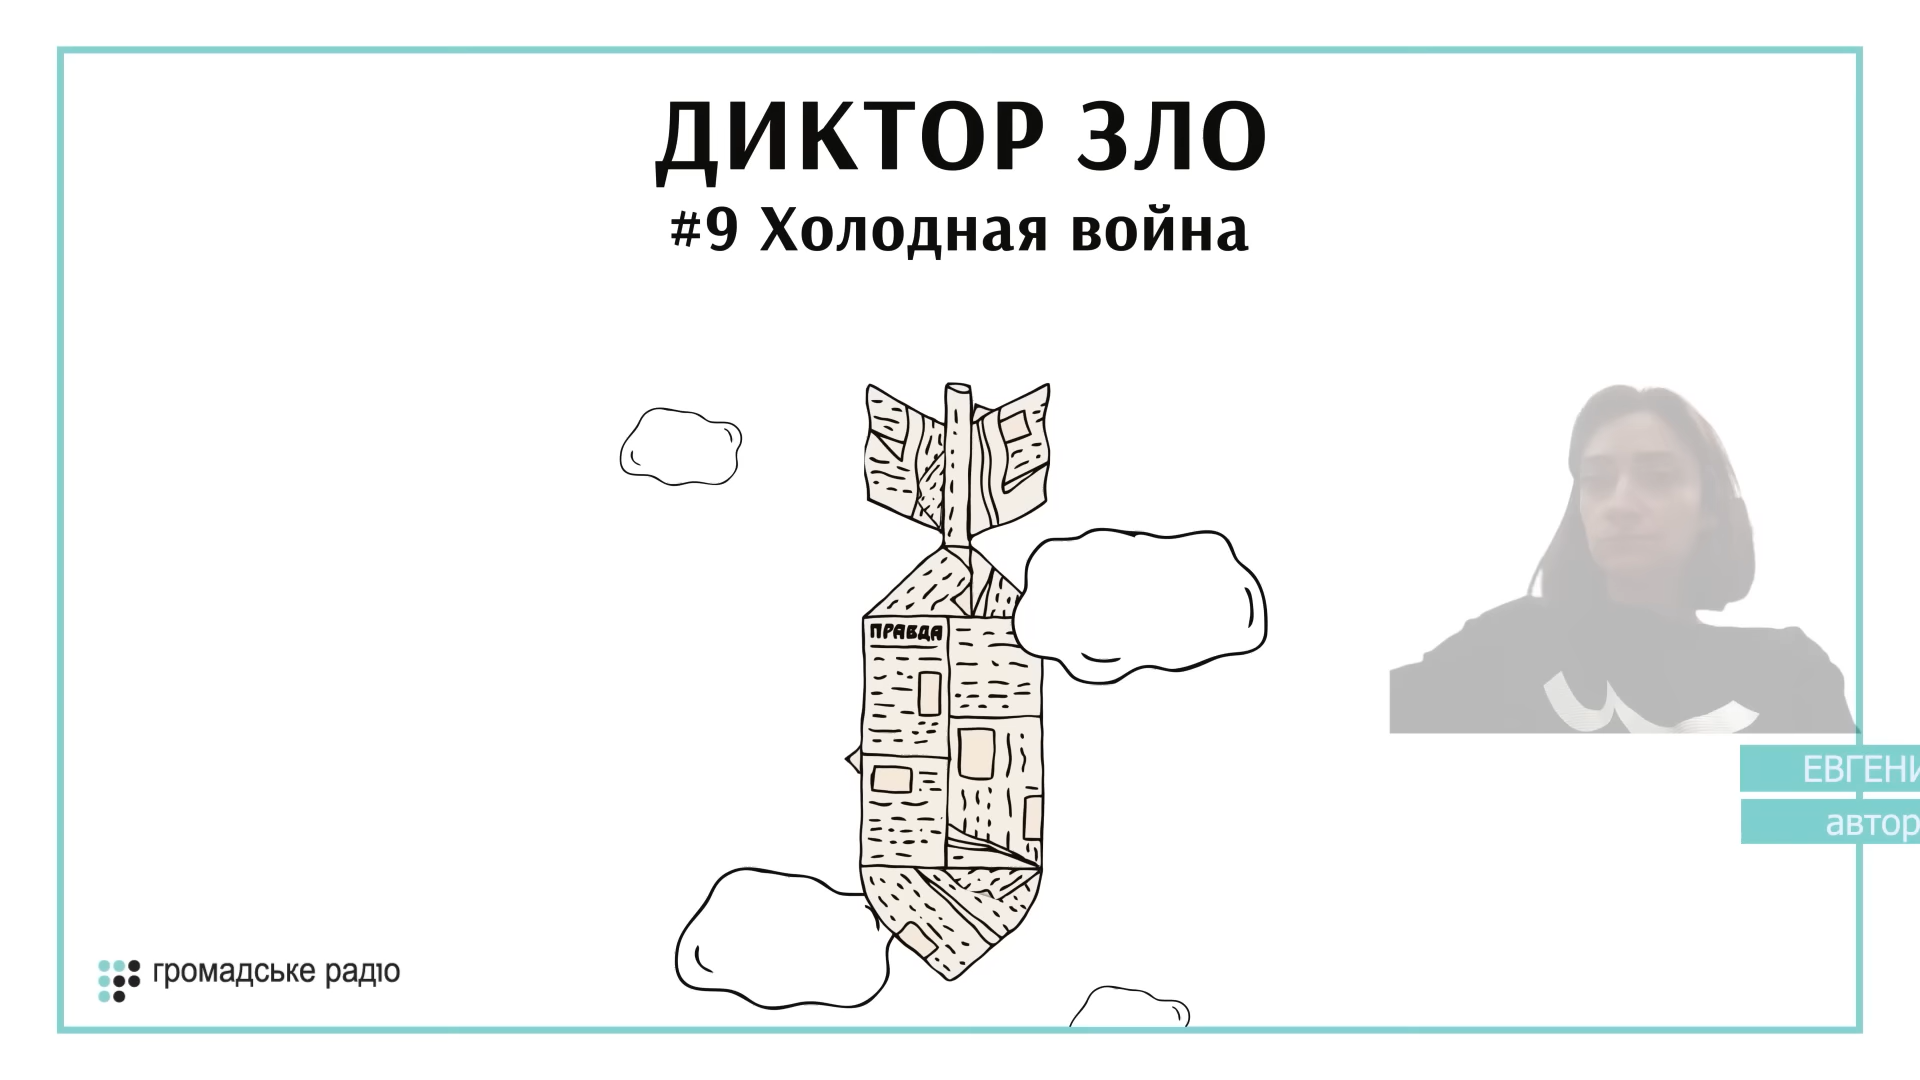 ДИКТОР ЗЛО
#9 Холодная война
ПРАВДА
ЕВГЕНИ
автор
громадське радіо